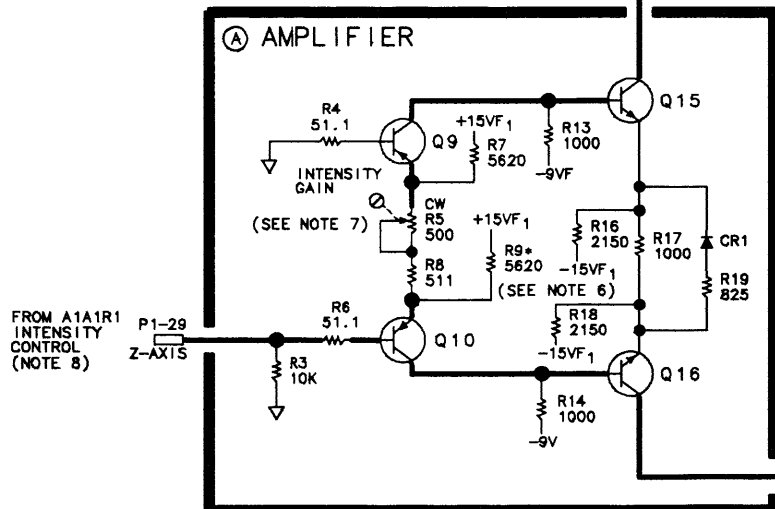 Ⓐ AMPLIFIER
R4
51.1
Q9
+15VF1
R7
5620
R13
1000
-9VF
Q15
INTENSITY
GAIN
(SEE NOTE 7)
CW
R5
500
+15VF1
R9*
5620
(SEE NOTE 6)
R8
511
R16
2150
-15VF1
R17
1000
CR1
R19
825
R18
2150
-15VF1
FROM A1A1R1
INTENSITY
CONTROL
(NOTE 8)
P1-29
Z-AXIS
R6
51.1
R3
10K
Q10
R14
1000
-9V
Q16